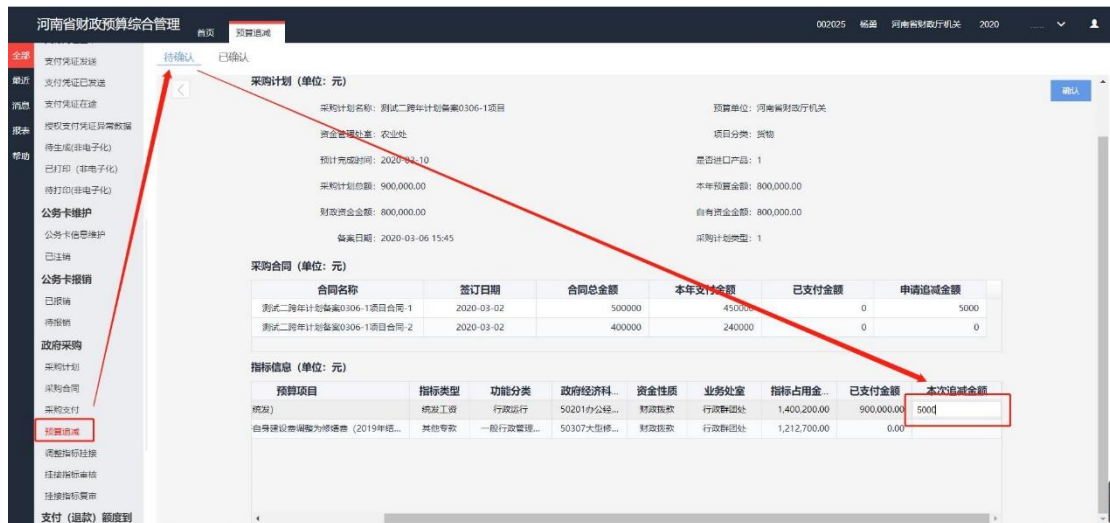 河南省财政预算综合管理 首页 预算追减 002025 杨蕾 河南省财政厅机关 2020
全部
最近
消息
报表
帮助
支付凭证发送
支付凭证已发送
支付凭证在途
授权支付凭证异常数据
待生成(非电子化)
已打印 (非电子化)
待打印(非电子化)
公务卡维护
公务卡信息维护
已注销
公务卡报销
已报销
待报销
政府采购
采购计划
采购合同
采购支付
预算追减
调整指标挂接
挂接指标审核
挂接指标复审
支付（退款）额度到
待确认 已确认
确认
采购计划（单位：元）
采购计划名称: 测试二跨年计划备案0306-1项目 预算单位: 河南省财政厅机关
资金管理处室: 农业处 项目分类: 货物
预计完成时间: 2020-03-10 是否进口产品: 1
采购计划总额: 900,000.00 本年预算金额: 800,000.00
财政资金金额: 800,000.00 自有资金金额: 800,000.00
备案日期: 2020-03-06 15:45 采购计划类型: 1
采购合同（单位：元）
合同名称 签订日期 合同总金额 本年支付金额 已支付金额 申请追减金额
测试二跨年计划备案0306-1项目合同-1 2020-03-02 500000 450000 0 5000
测试二跨年计划备案0306-1项目合同-2 2020-03-02 400000 240000 0 0
指标信息（单位：元）
预算项目 指标类型 功能分类 政府经济科... 资金性质 业务处室 指标占用金... 已支付金额 本次追减金额
统发) 统发工资 行政运行 50201办公经... 财政拨款 行政群团处 1,400,200.00 900,000.00 5000
自身建设费调整为修缮费（2019年结... 其他专款 一般行政管理... 50307大型修... 财政拨款 行政群团处 1,212,700.00 0.00